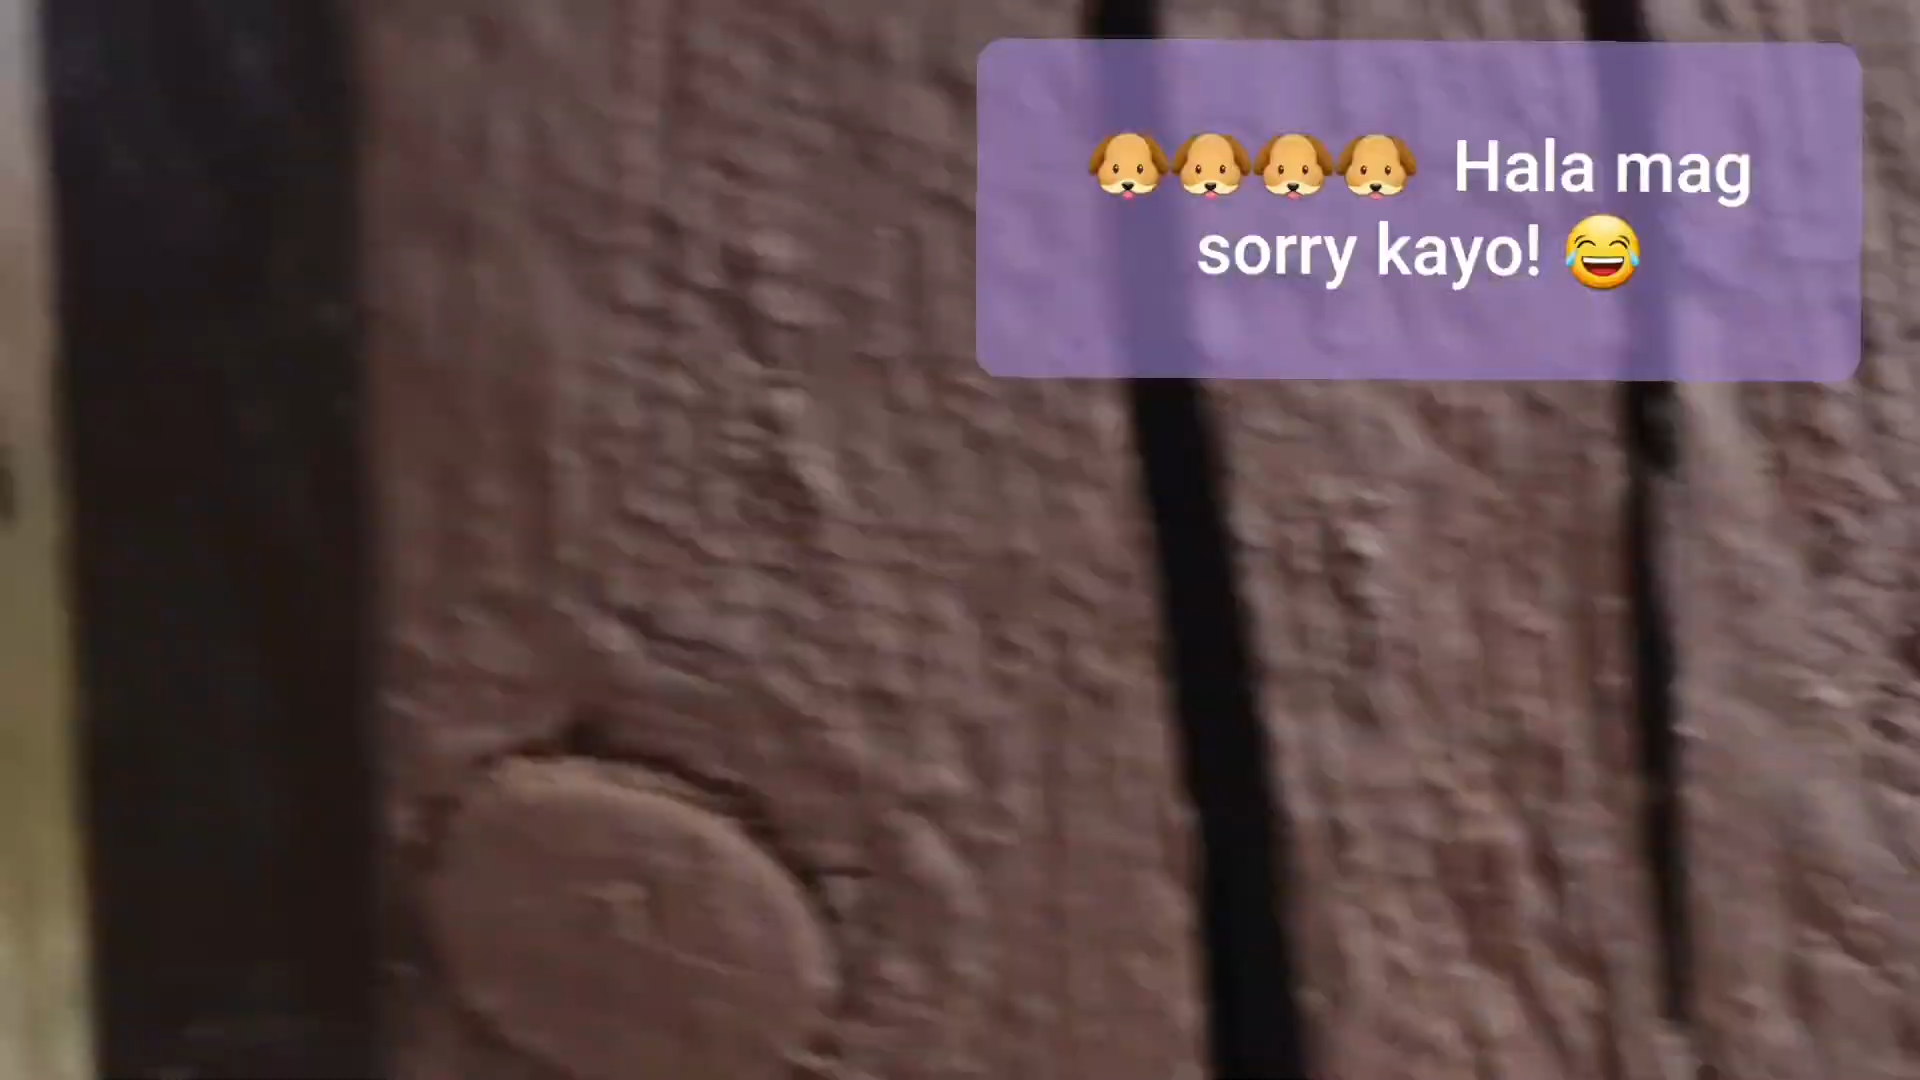 🐶🐶🐶🐶 Hala mag
sorry kayo! 😂